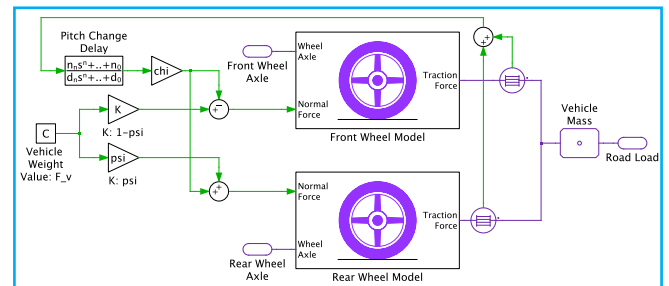 Pitch Change
Delay
nₙsⁿ+..+n₀
dₙsⁿ+..+d₀
chi
Wheel
Axle
Front Wheel
Axle
Normal
Force
Traction
Force
Front Wheel Model
K
K: 1-psi
C
Vehicle
Weight
Value: F_v
psi
K: psi
Vehicle
Mass
Road Load
Normal
Force
Traction
Force
Wheel
Axle
Rear Wheel
Axle
Rear Wheel Model